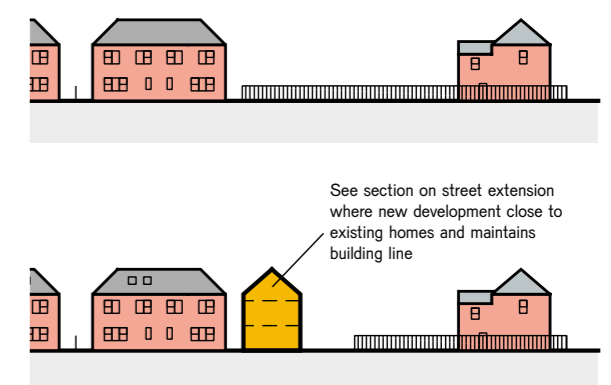 See section on street extension
where new development close to
existing homes and maintains
building line